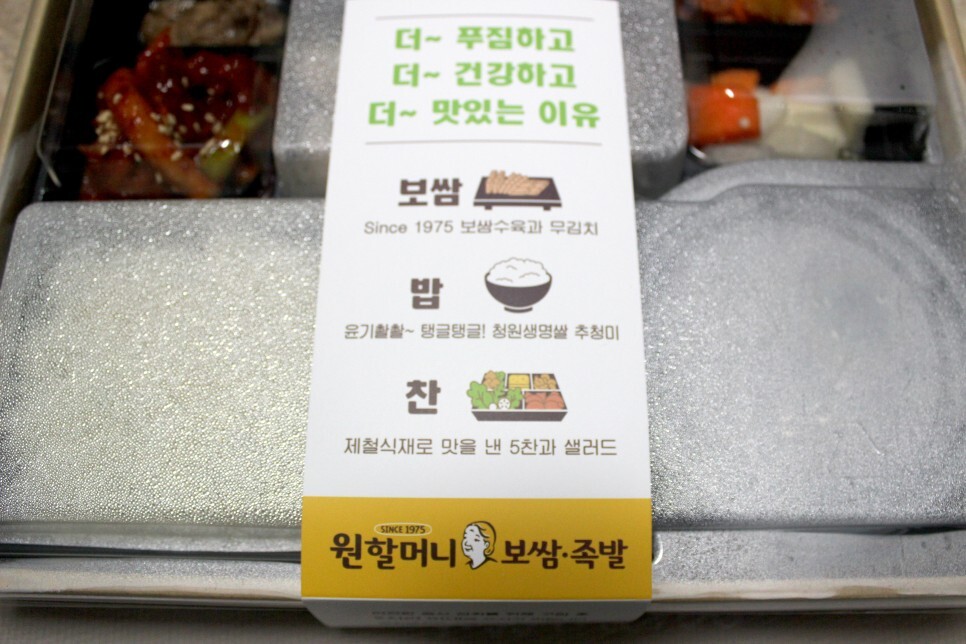 더~ 푸짐하고
더~ 건강하고
더~ 맛있는 이유
보쌈
Since 1975 보쌈수육과 무김치
밥
윤기촬촬~ 탱글탱글! 청원생명쌀 추청미
찬
제철식재로 맛을 낸 5찬과 샐러드
SINCE 1975
원할머니 보쌈·족발